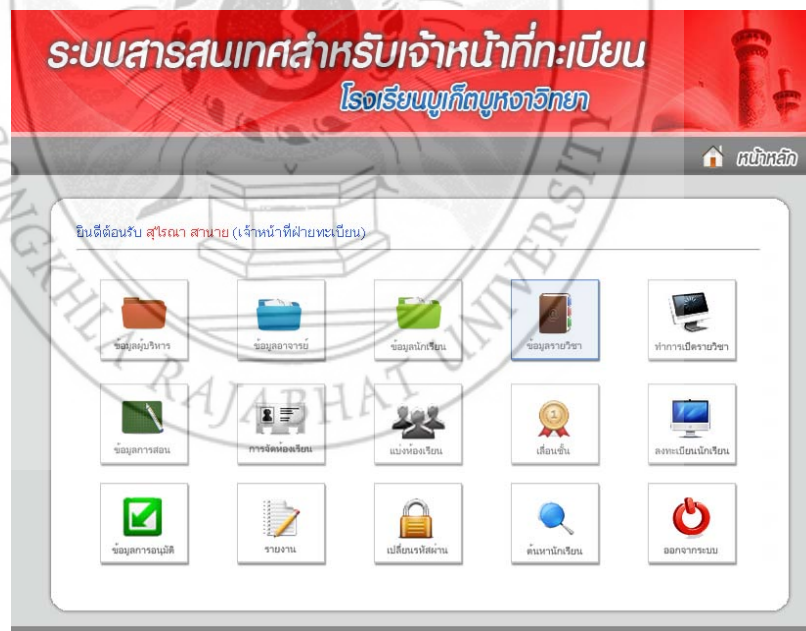 ระบบสารสนเทศสำหรับเจ้าหน้าที่ทะเบียน
โรงเรียนบูเก็ตบูหงาวิทยา
หน้าหลัก
ยินดีต้อนรับ สุไรณา สานาย (เจ้าหน้าที่ฝ่ายทะเบียน)
ข้อมูลผู้บริหาร ข้อมูลอาจารย์ ข้อมูลนักเรียน ข้อมูลรายวิชา ทำการเปิดรายวิชา
ข้อมูลการสอน การจัดห้องเรียน แบ่งห้องเรียน เลื่อนชั้น ลงทะเบียนนักเรียน
ข้อมูลการอนุมัติ รายงาน เปลี่ยนรหัสผ่าน ค้นหานักเรียน ออกจากระบบ
SONGKHLA RAJABHAT UNIVERSITY